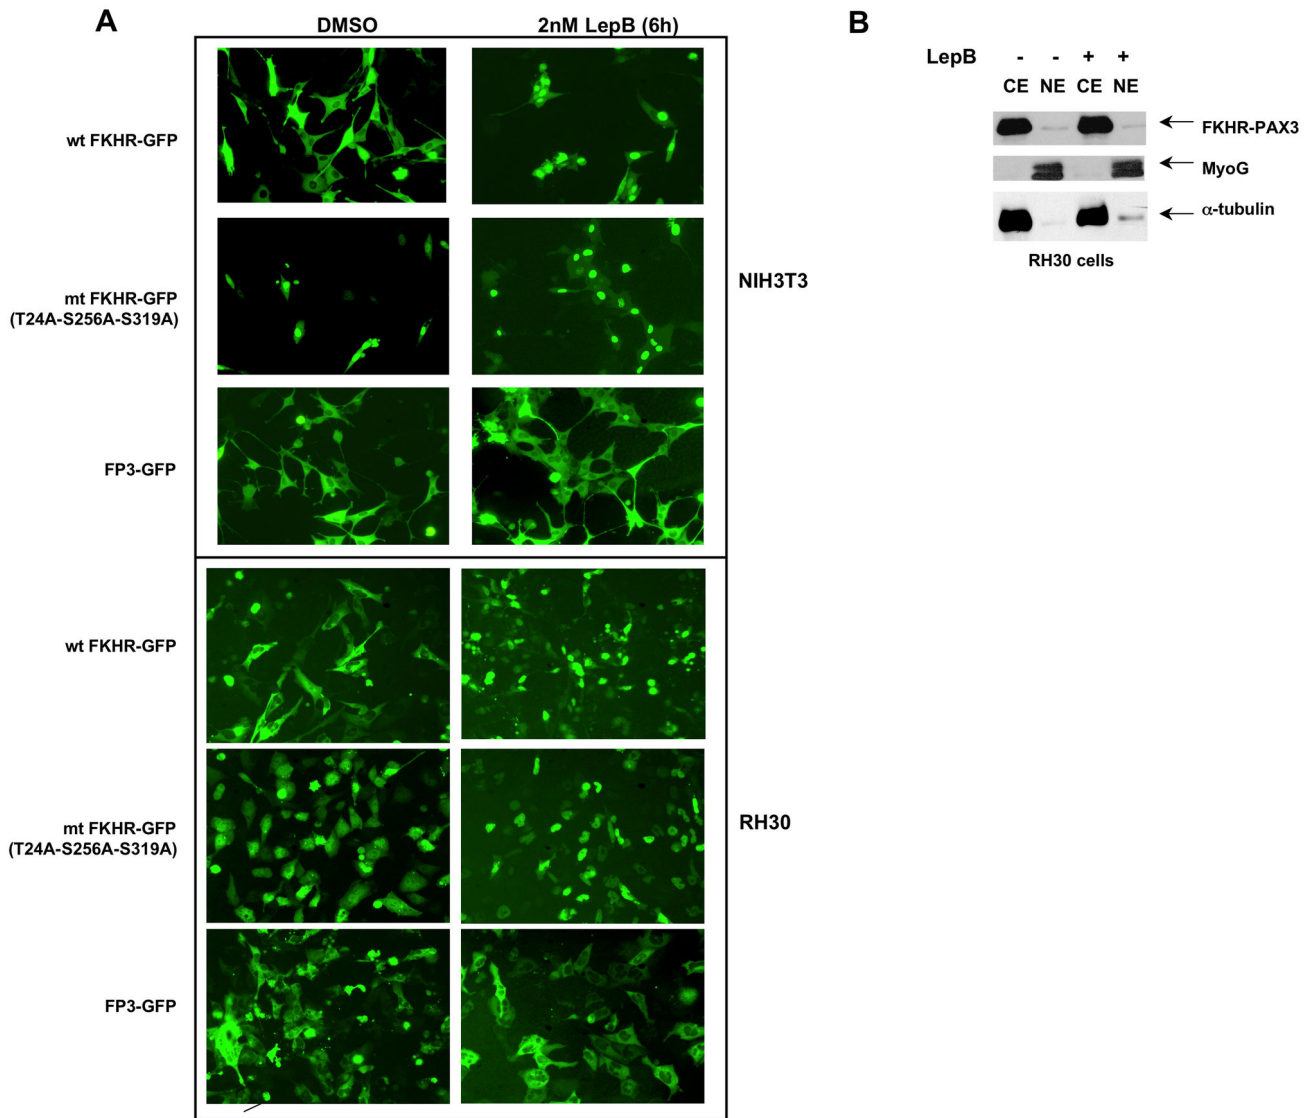 A
DMSO
2nM LepB (6h)
wt FKHR-GFP
mt FKHR-GFP
(T24A-S256A-S319A)
FP3-GFP
NIH3T3
wt FKHR-GFP
mt FKHR-GFP
(T24A-S256A-S319A)
FP3-GFP
RH30
B
LepB - - + +
CE NE CE NE
FKHR-PAX3
MyoG
α-tubulin
RH30 cells